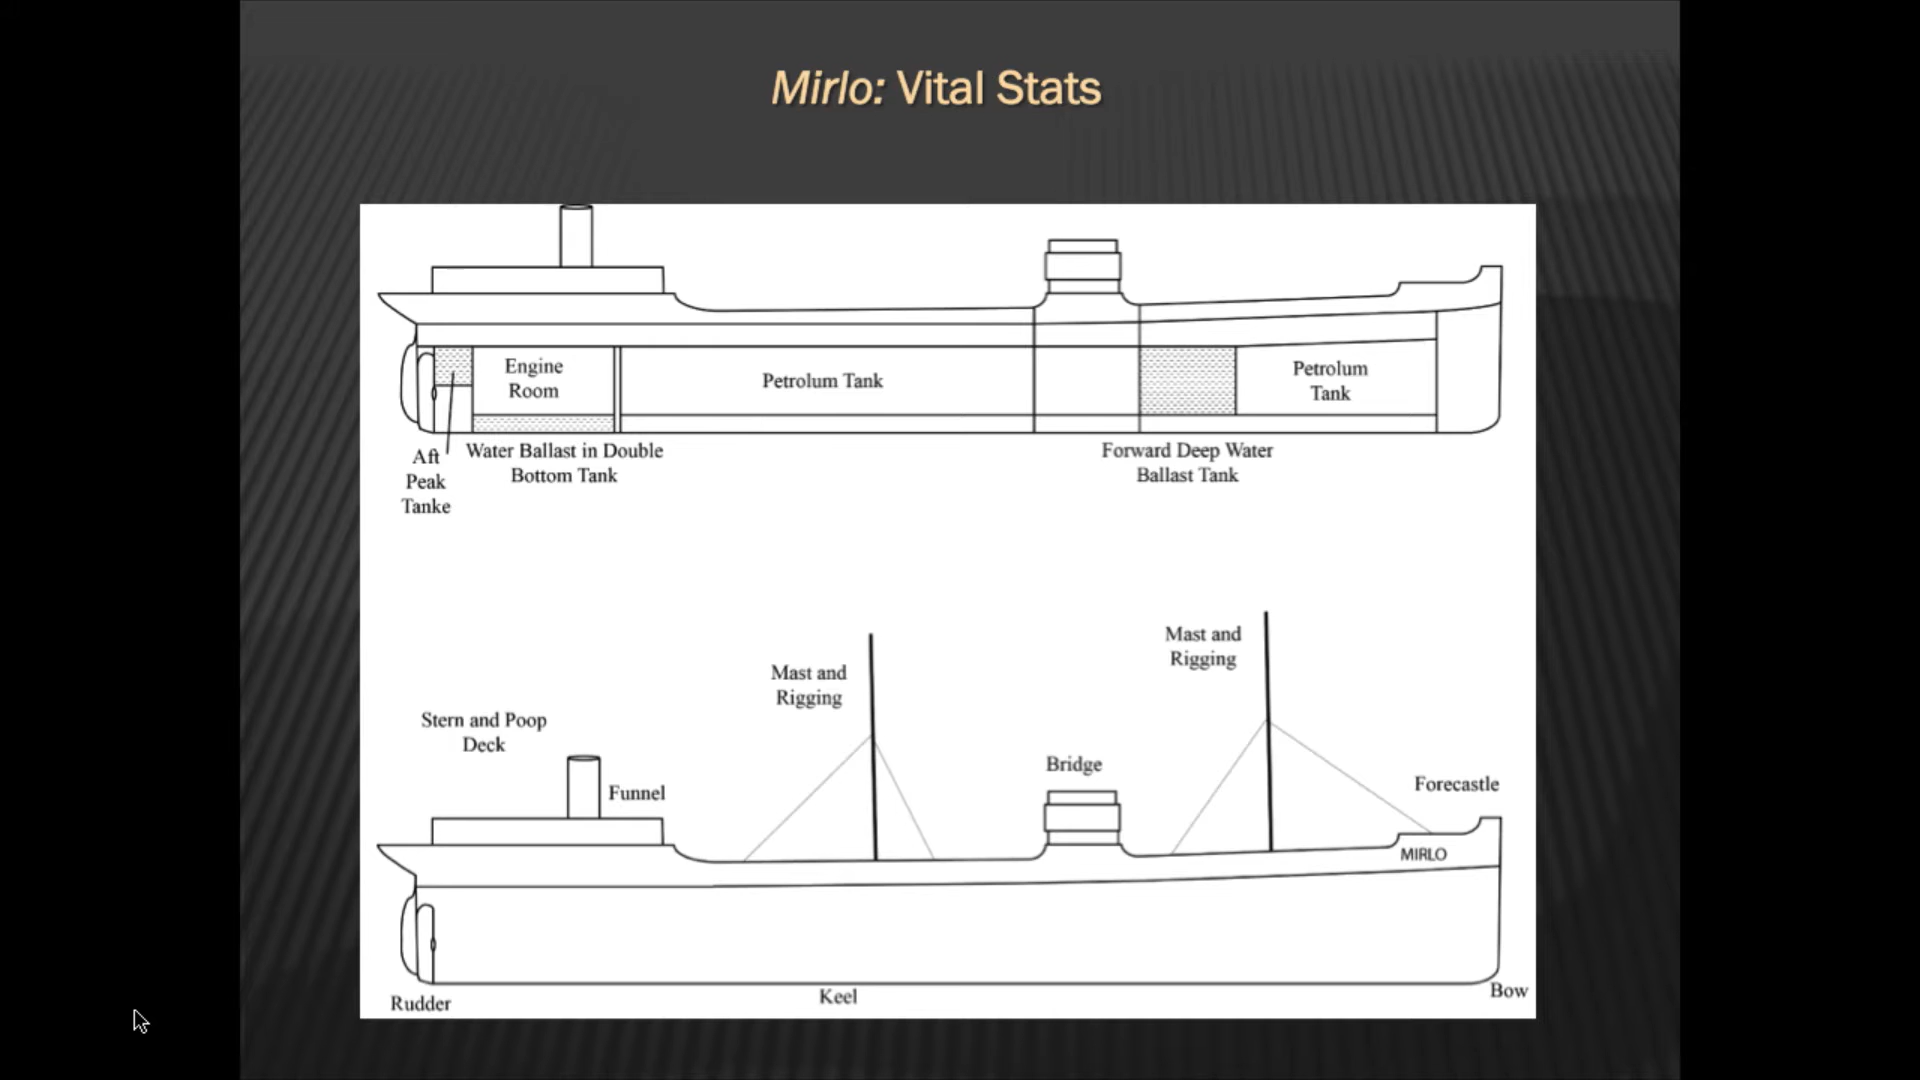 Mirlo: Vital Stats
Engine
Room
Petrolum Tank
Petrolum
Tank
Aft
Peak
Tanke
Water Ballast in Double
Bottom Tank
Forward Deep Water
Ballast Tank
Mast and
Rigging
Mast and
Rigging
Stern and Poop
Deck
Funnel
Bridge
Forecastle
MIRLO
Rudder
Keel
Bow